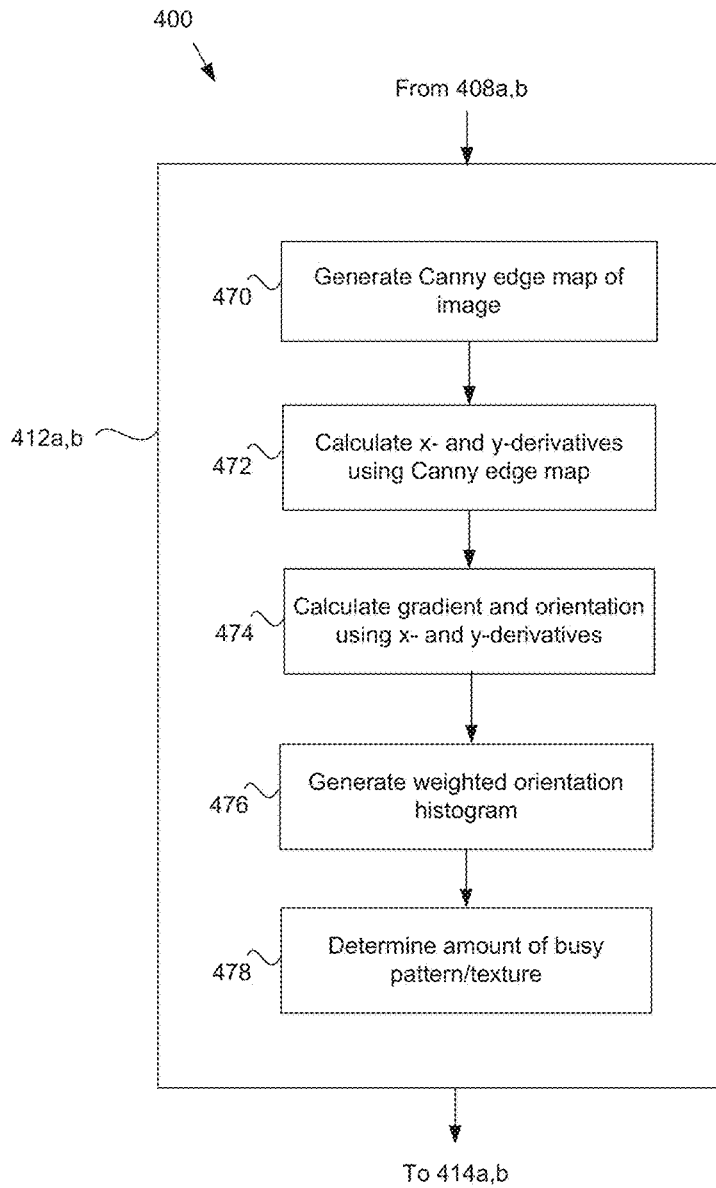 400
From 408a,b
470
Generate Canny edge map of
image
412a,b
472
Calculate x- and y-derivatives
using Canny edge map
474
Calculate gradient and orientation
using x- and y-derivatives
476
Generate weighted orientation
histogram
478
Determine amount of busy
pattern/texture
To 414a,b